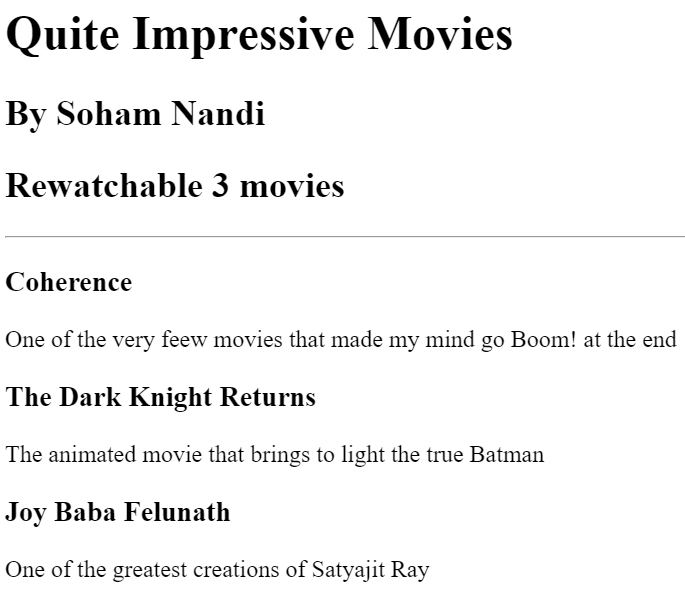 Quite Impressive Movies
By Soham Nandi
Rewatchable 3 movies
Coherence
One of the very feew movies that made my mind go Boom! at the end
The Dark Knight Returns
The animated movie that brings to light the true Batman
Joy Baba Felunath
One of the greatest creations of Satyajit Ray